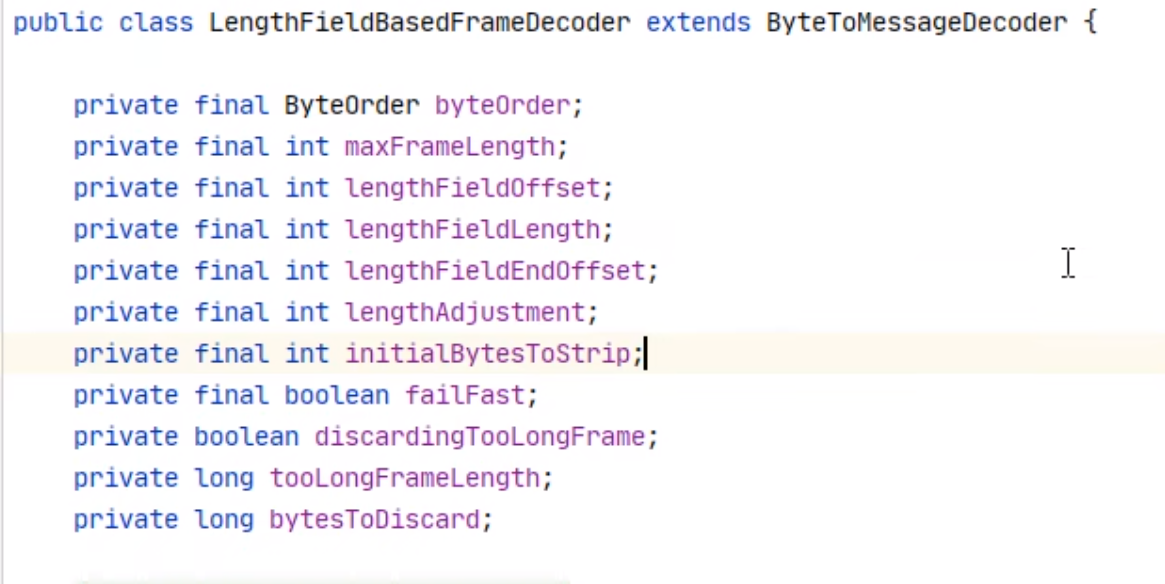 public class LengthFieldBasedFrameDecoder extends ByteToMessageDecoder {
private final ByteOrder byteOrder;
private final int maxFrameLength;
private final int lengthFieldOffset;
private final int lengthFieldLength;
private final int lengthFieldEndOffset;
private final int lengthAdjustment;
private final int initialBytesToStrip;
private final boolean failFast;
private boolean discardingTooLongFrame;
private long tooLongFrameLength;
private long bytesToDiscard;